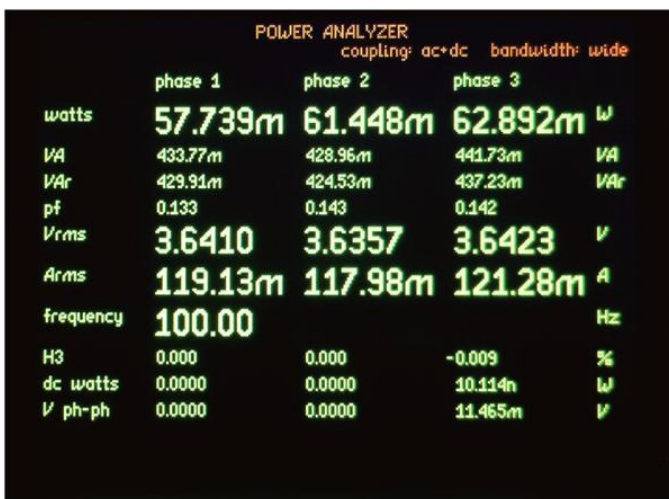 POWER ANALYZER
coupling: ac+dc bandwidth: wide
phase 1 phase 2 phase 3
watts 57.739m 61.448m 62.892m W
VA 433.77m 428.96m 441.73m VA
VAr 429.91m 424.53m 437.23m VAr
pf 0.133 0.143 0.142
Vrms 3.6410 3.6357 3.6423 V
Arms 119.13m 117.98m 121.28m A
frequency 100.00 Hz
H3 0.000 0.000 -0.009 %
dc watts 0.0000 0.0000 10.114n W
V ph-ph 0.0000 0.0000 11.465m V